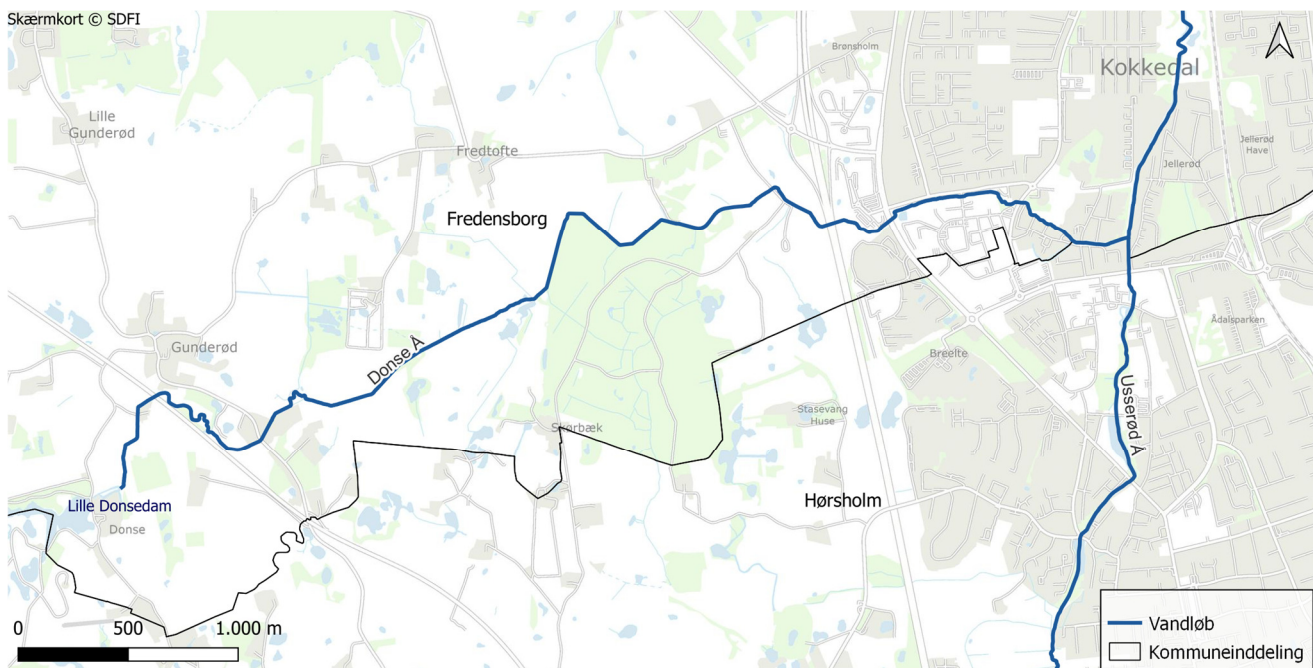 Skærmkort © SDFI
Brønsholm
Kokkedal
Lille
Gunderød
Fredtofte
Jellerød
Have
Jellerød
Fredensborg
Ådalsparken
Gunderød
Donse Å
Breelte
Usserød Å
Stasevang
Huse
Skørbæk
Hørsholm
Lille Donsedam
Donse
0 500 1.000 m
Vandløb
Kommuneinddeling